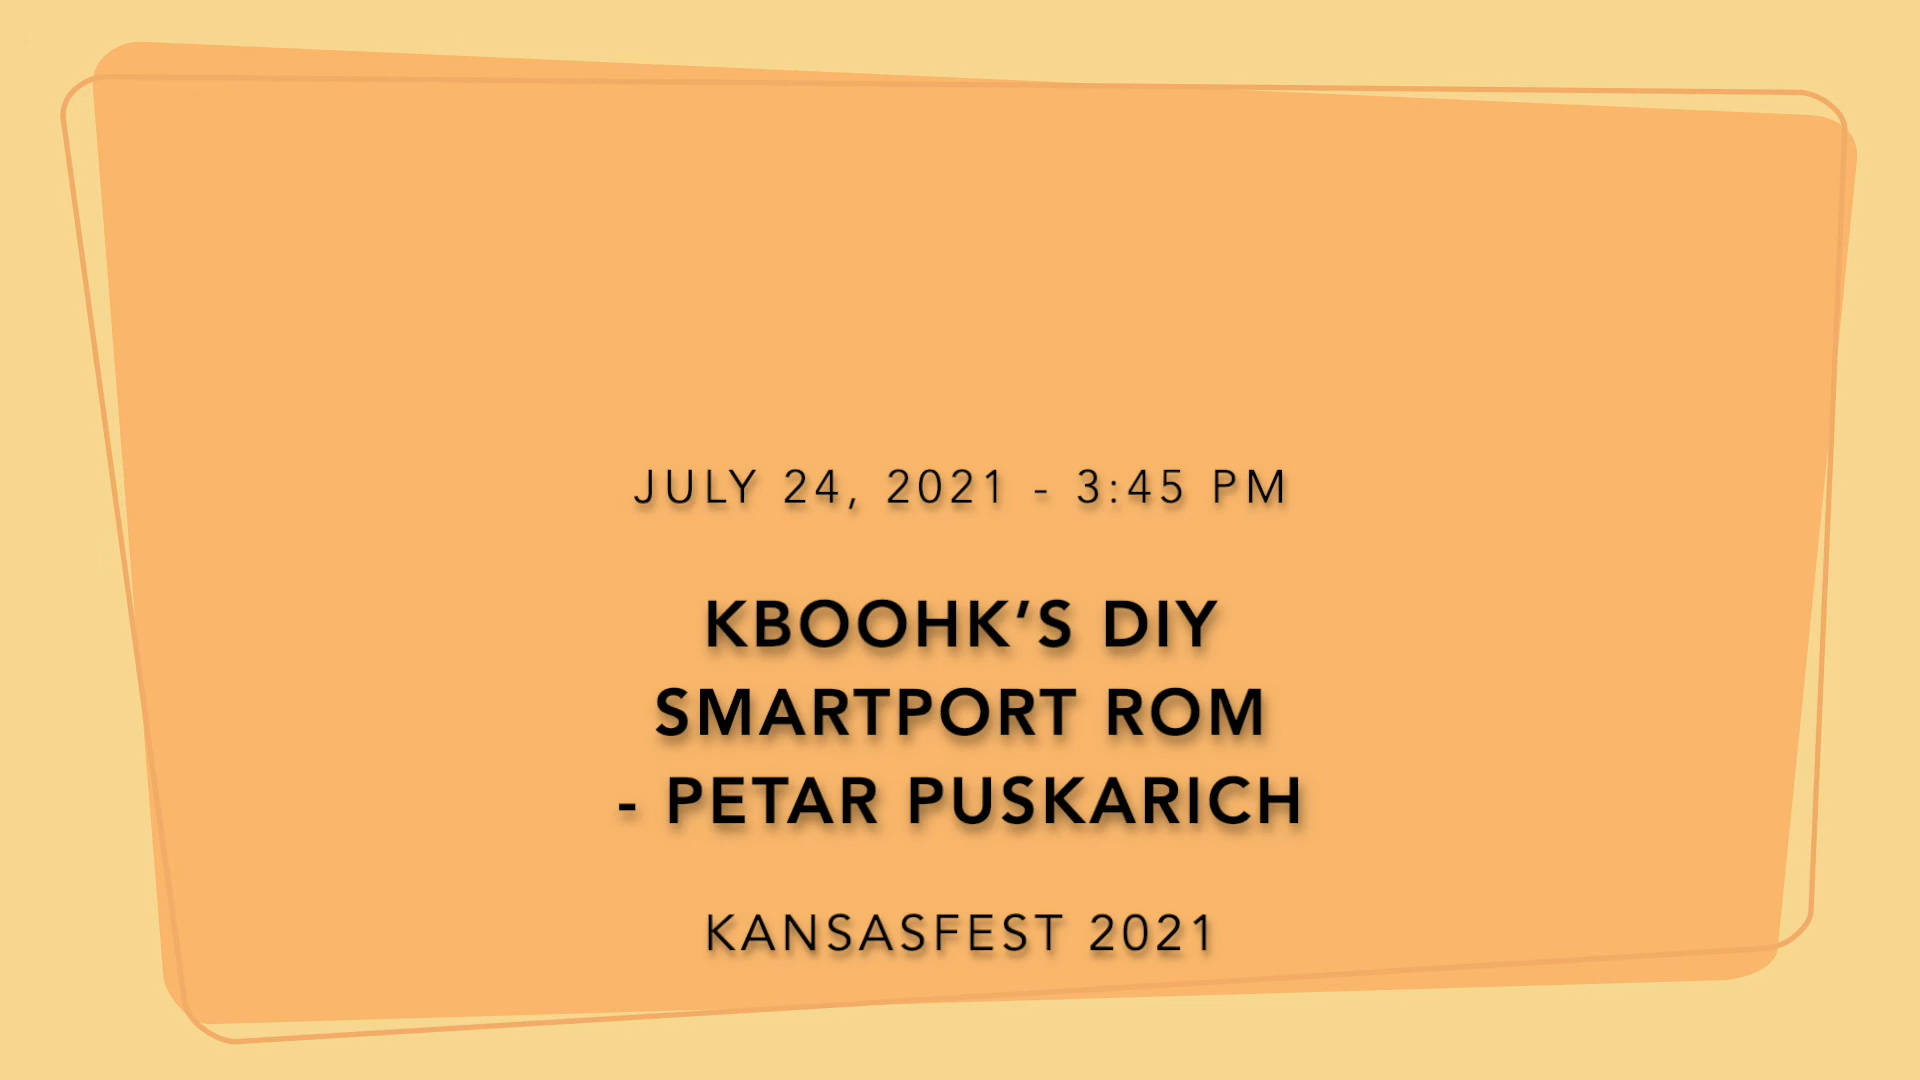 JULY 24, 2021 - 3:45 PM
KBOOHK’S DIY
SMARTPORT ROM
- PETAR PUSKARICH
KANSASFEST 2021